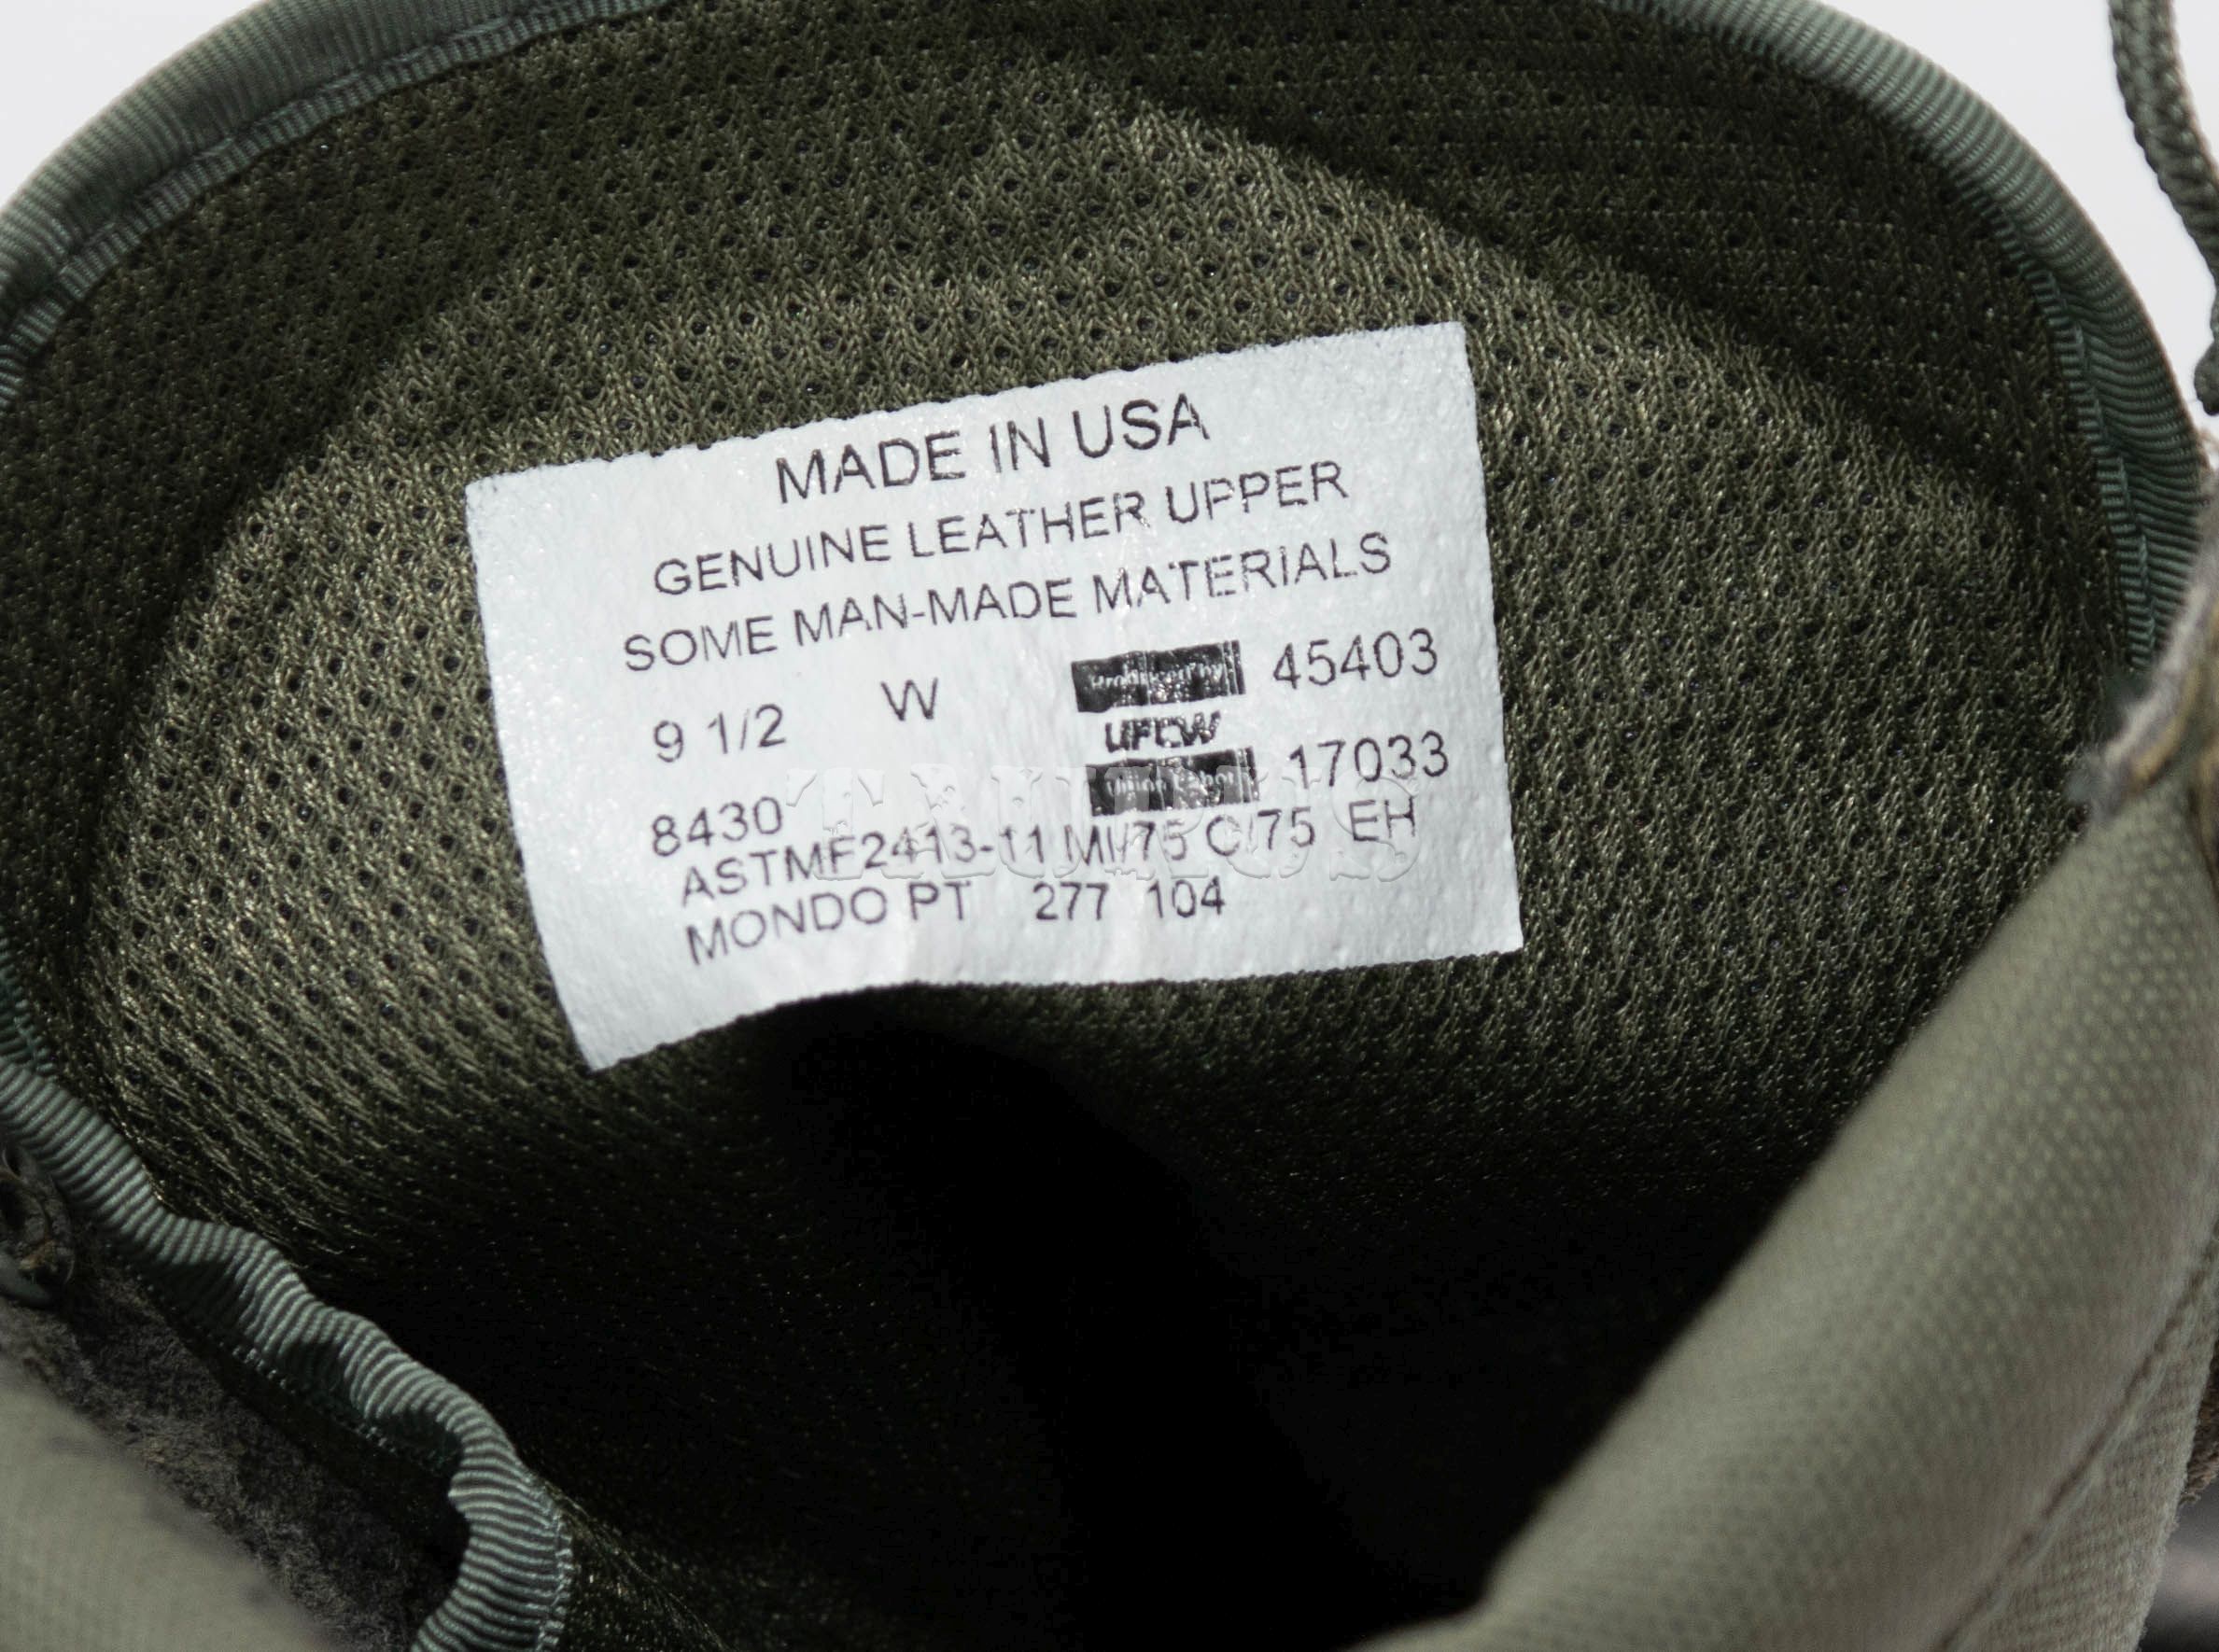 MADE IN USA
GENUINE LEATHER UPPER
SOME MAN-MADE MATERIALS
9 1/2 W 45403
UFCW
8430 17033
ASTMF2413-11 MI/75 C/75 EH
MONDO PT 277 104
TAURUS